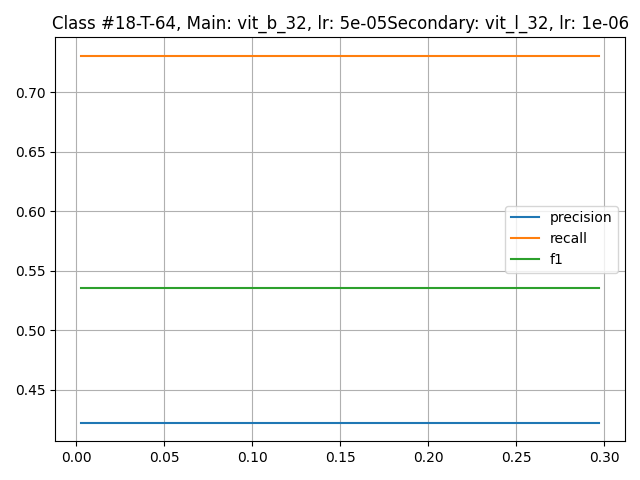 Class #18-T-64, Main: vit_b_32, lr: 5e-05Secondary: vit_l_32, lr: 1e-06
0.70
0.65
0.60
0.55
0.50
0.45
precision
recall
f1
0.00 0.05 0.10 0.15 0.20 0.25 0.30